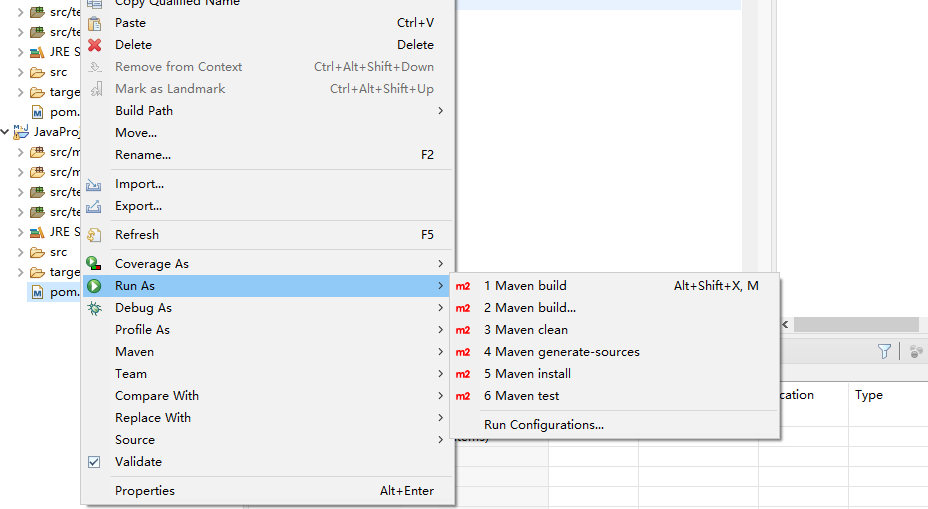 Copy Qualified Name
Paste Ctrl+V
Delete Delete
Remove from Context Ctrl+Alt+Shift+Down
Mark as Landmark Ctrl+Alt+Shift+Up
Build Path
Move...
Rename... F2
Import...
Export...
Refresh F5
Coverage As
Run As
Debug As
Profile As
Maven
Team
Compare With
Replace With
Source
Validate
Properties Alt+Enter
m2 1 Maven build Alt+Shift+X, M
m2 2 Maven build...
m2 3 Maven clean
m2 4 Maven generate-sources
m2 5 Maven install
m2 6 Maven test
Run Configurations...
src/te
src/te
JRE S
src
targe
pom.
JavaProj
src/m
src/m
src/te
src/te
JRE S
src
targe
pom.
cation Type